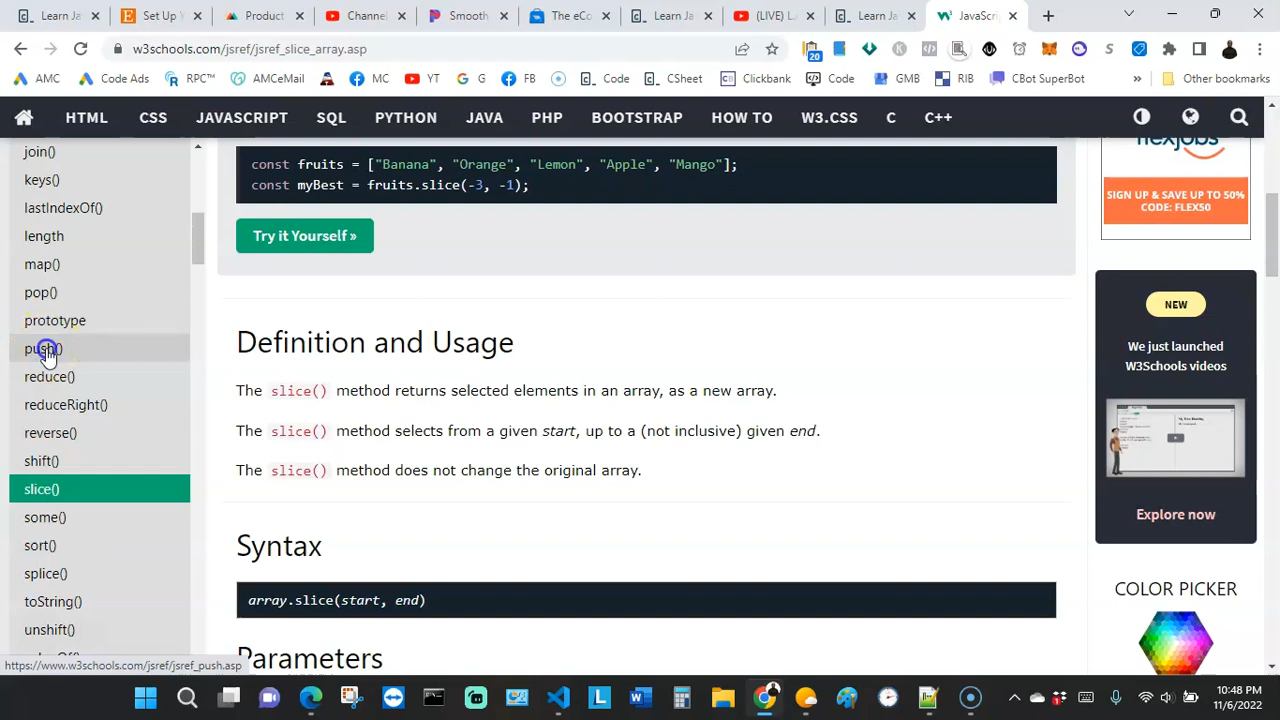 Learn Ja
Set Up Y
Product
Channel
Smooth
The eCo
Learn Ja
(LIVE) L
Learn Ja
JavaScri
w3schools.com/jsref/jsref_slice_array.asp
20
AMC
Code Ads
RPC™
AMCeMail
MC
YT
G
FB
Code
CSheet
Clickbank
Code
GMB
RIB
CBot SuperBot
»
Other bookmarks
HTML
CSS
JAVASCRIPT
SQL
PYTHON
JAVA
PHP
BOOTSTRAP
HOW TO
W3.CSS
C
C++
join()
keys()
lastIndexOf()
length
map()
pop()
prototype
push()
reduce()
reduceRight()
reverse()
shift()
slice()
some()
sort()
splice()
toString()
unshift()
https://www.w3schools.com/jsref/jsref_push.asp
const fruits = ["Banana", "Orange", "Lemon", "Apple", "Mango"];
const myBest = fruits.slice(-3, -1);
Try it Yourself »
Definition and Usage
The slice() method returns selected elements in an array, as a new array.
The slice() method selects from a given start, up to a (not inclusive) given end.
The slice() method does not change the original array.
Syntax
array.slice(start, end)
Parameters
flexjobs
SIGN UP & SAVE UP TO 50%
CODE: FLEX50
NEW
We just launched
W3Schools videos
Explore now
COLOR PICKER
10:48 PM
11/6/2022